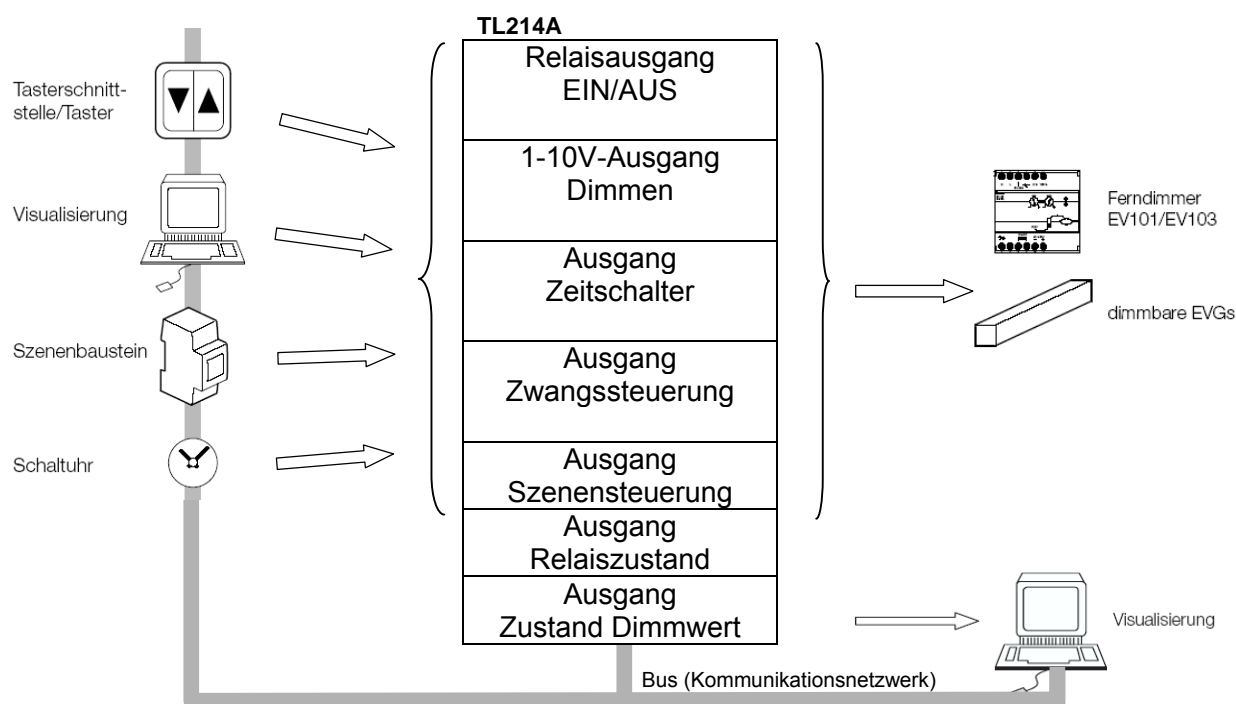 TL214A
Tasterschnitt-
stelle/Taster
Visualisierung
Szenenbaustein
Schaltuhr
Relaisausgang
EIN/AUS
1-10V-Ausgang
Dimmen
Ausgang
Zeitschalter
Ausgang
Zwangssteuerung
Ausgang
Szenensteuerung
Ausgang
Relaiszustand
Ausgang
Zustand Dimmwert
Ferndimmer
EV101/EV103
dimmbare EVGs
Visualisierung
Bus (Kommunikationsnetzwerk)